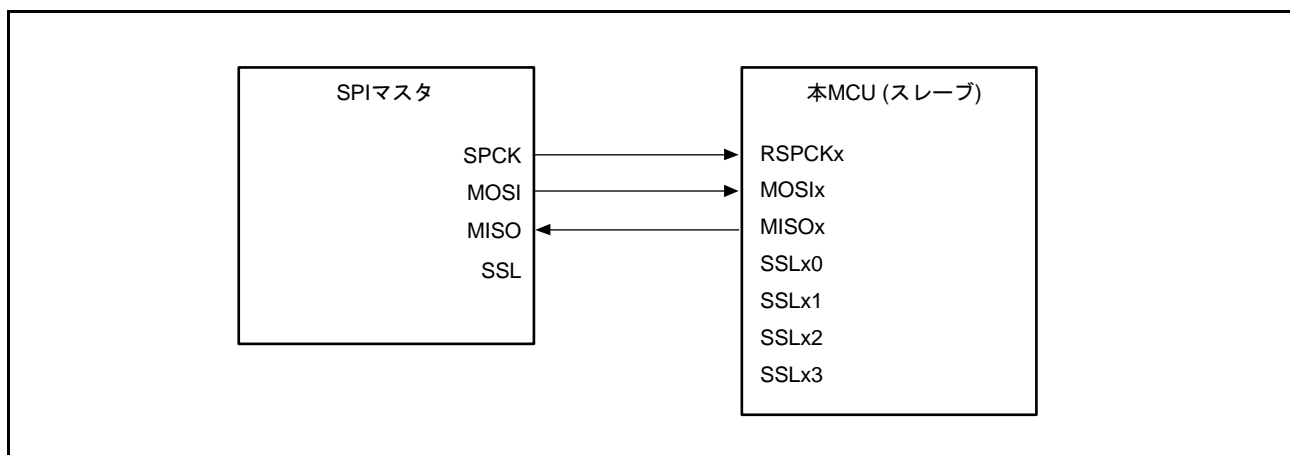 SPIマスタ
SPCK
MOSI
MISO
SSL
本MCU (スレーブ)
RSPCKx
MOSIx
MISOx
SSLx0
SSLx1
SSLx2
SSLx3